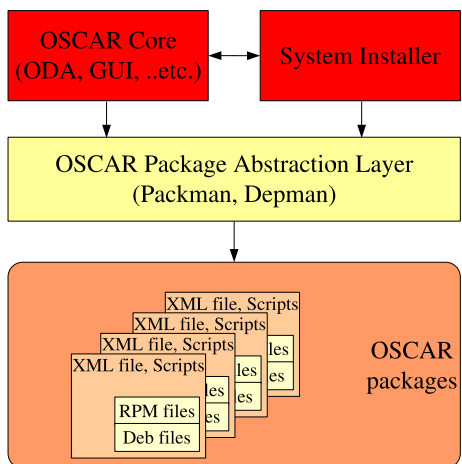 OSCAR Core
(ODA, GUI, ..etc.)
System Installer
OSCAR Package Abstraction Layer
(Packman, Depman)
XML file, Scripts
XML file, Scripts
XML file, Scripts
XML file, Scripts
RPM files
Deb files
OSCAR
packages